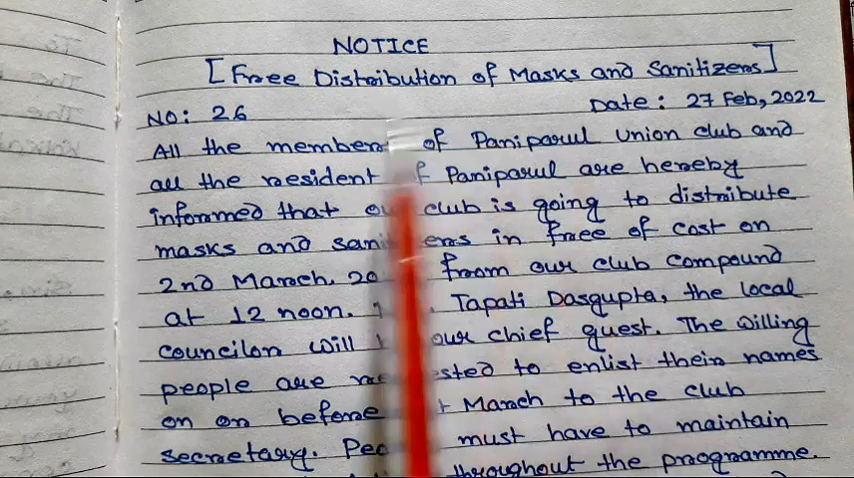 NOTICE
[Free Distribution of Masks and Sanitizers]
NO: 26 Date: 27 Feb, 2022
All the member of Paniparul Union club and
all the resident of Paniparul are hereby
informed that club is going to distribute
masks and in free of cost on
2nd March, from our club compound
at 12 noon. Tapati Dasgupta, the local
councilor will our chief guest. The willing
people are to enlist their names
on or before March to the club
secretary. must have to maintain
throughout the programme.